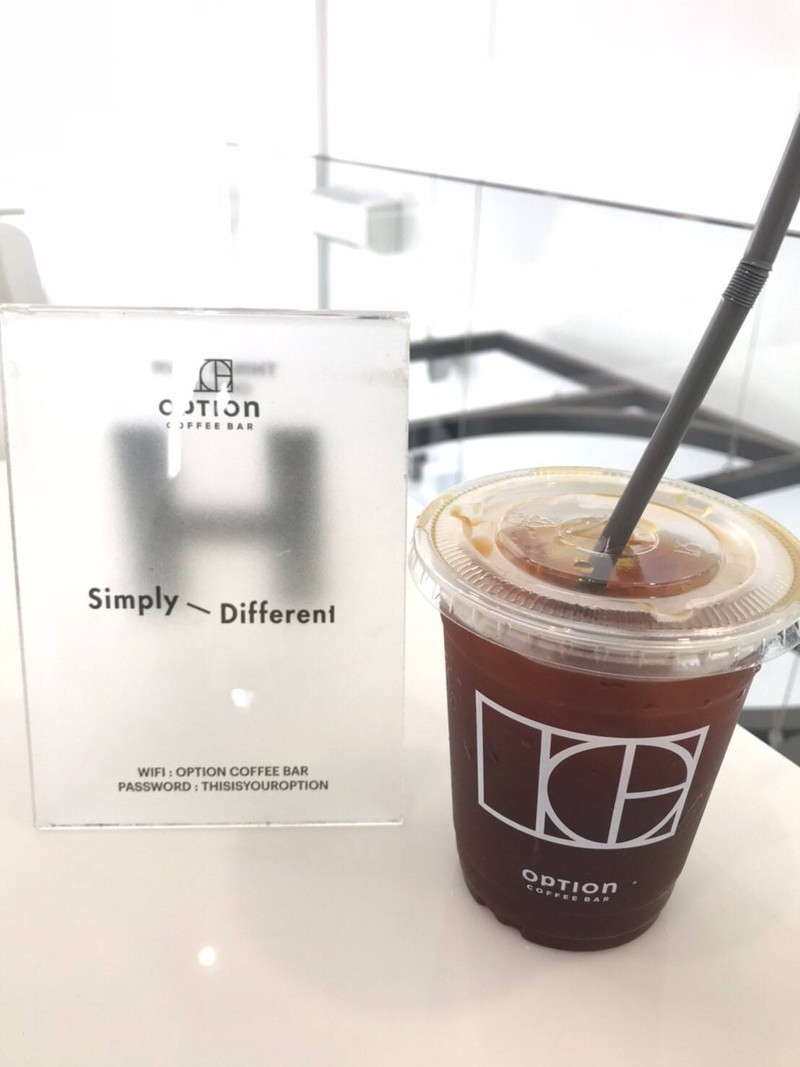 OPTION
COFFEE BAR
Simply — Different
WIFI : OPTION COFFEE BAR
PASSWORD : THISISYOUROPTION
OPTION
COFFEE BAR